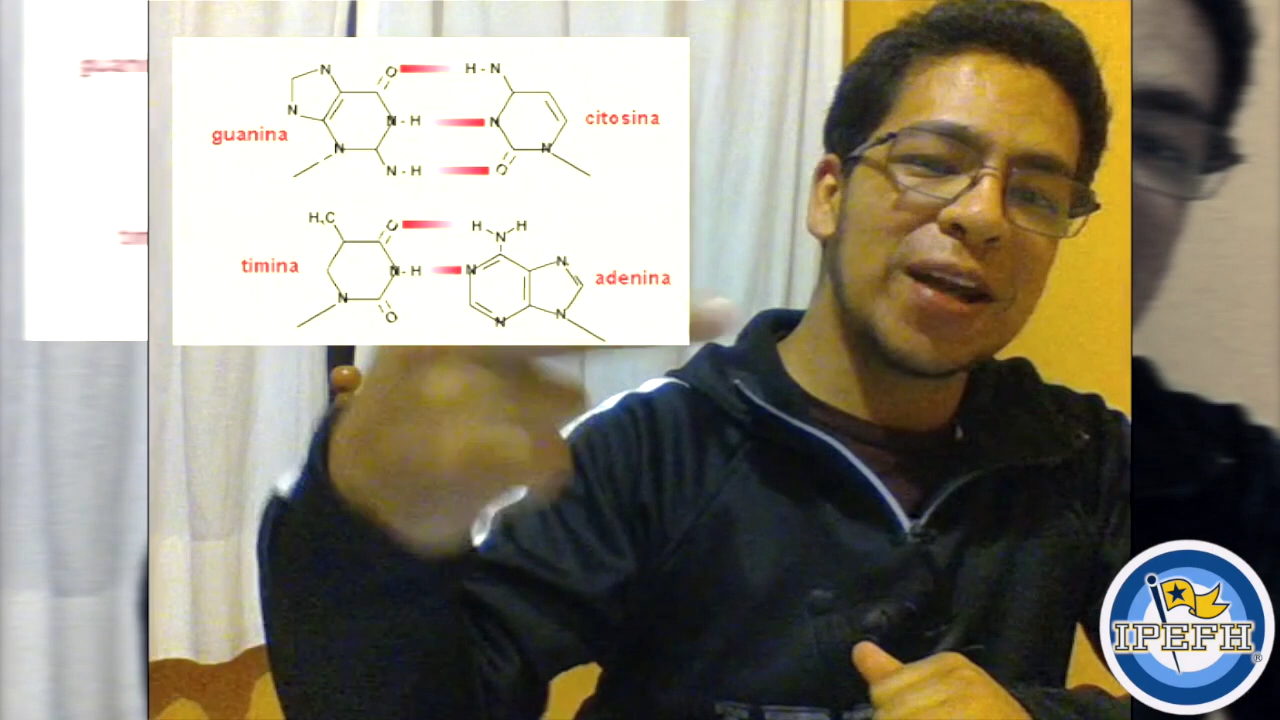 N O H - N
N N - H N citosina
guanina
N N
N - H O
H,C O H H
N
timina N - H N N adenina
N
O N N
IPEFH
®